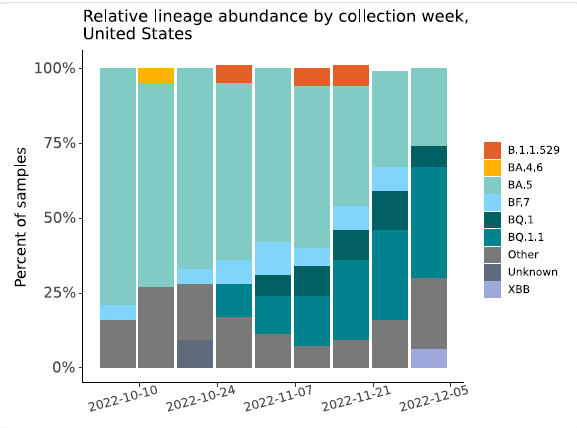 Relative lineage abundance by collection week,
United States
Percent of samples
100%
75%
50%
25%
0%
2022-10-10
2022-10-24
2022-11-07
2022-11-21
2022-12-05
B.1.1.529
BA.4.6
BA.5
BF.7
BQ.1
BQ.1.1
Other
Unknown
XBB